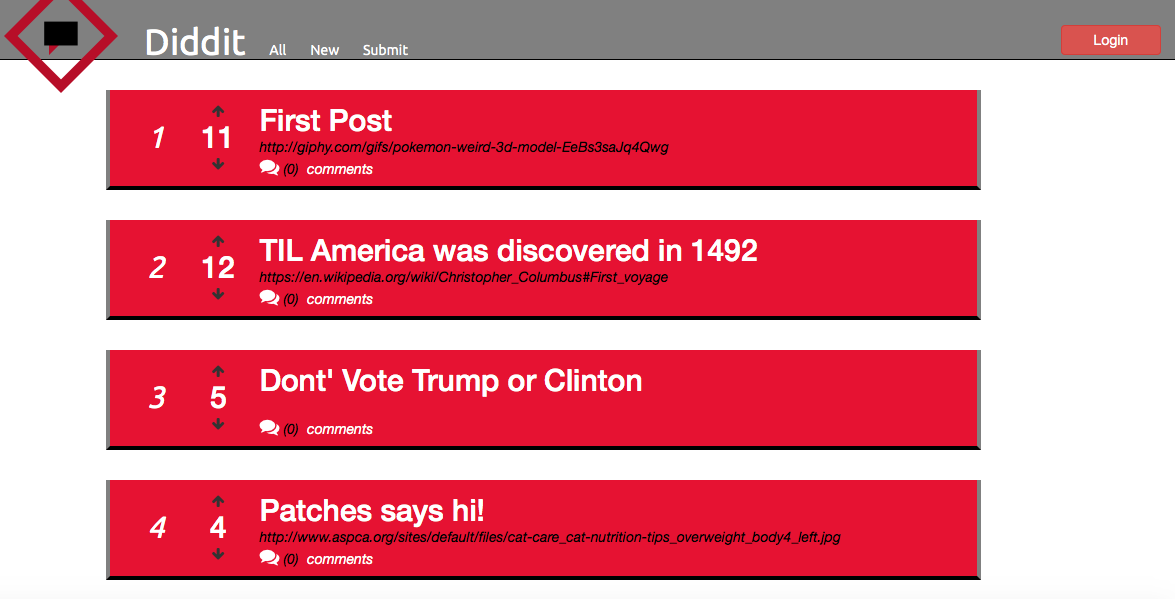 Diddit All New Submit Login
1
11
First Post
http://giphy.com/gifs/pokemon-weird-3d-model-EeBs3saJq4Qwg
(0) comments
2
12
TIL America was discovered in 1492
https://en.wikipedia.org/wiki/Christopher_Columbus#First_voyage
(0) comments
3
5
Dont' Vote Trump or Clinton
(0) comments
4
4
Patches says hi!
http://www.aspca.org/sites/default/files/cat-care_cat-nutrition-tips_overweight_body4_left.jpg
(0) comments